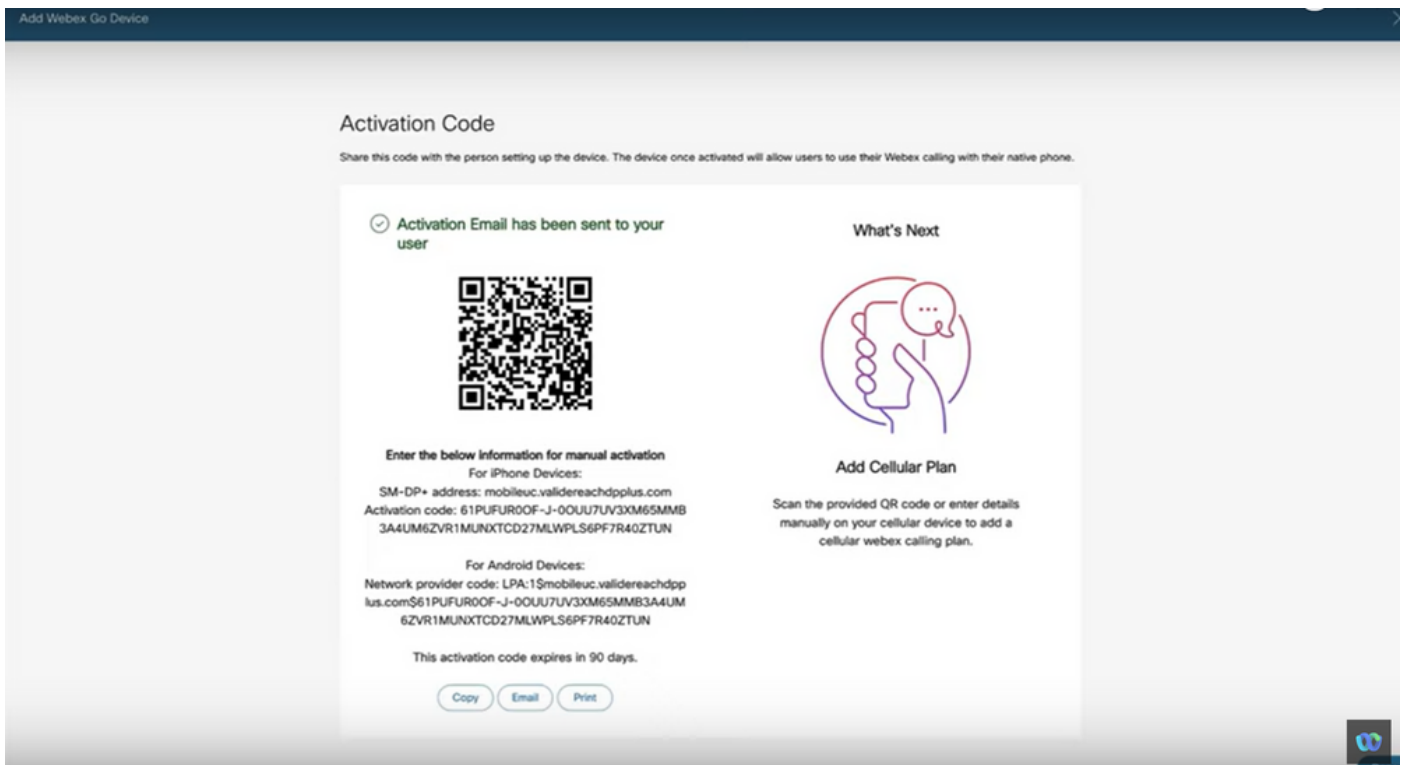 Add Webex Go Device
Activation Code
Share this code with the person setting up the device. The device once activated will allow users to use their Webex calling with their native phone.
Activation Email has been sent to your
user
Enter the below information for manual activation
For iPhone Devices:
SM-DP+ address: mobileuc.validereachdpplus.com
Activation code: 61PUFUR0OF-J-0OUU7UV3XM65MMB
3A4UM6ZVR1MUNXTCD27MLWPLS6PF7R40ZTUN
For Android Devices:
Network provider code: LPA:1$mobileuc.validereachdpp
lus.com$61PUFUR0OF-J-0OUU7UV3XM65MMB3A4UM
6ZVR1MUNXTCD27MLWPLS6PF7R40ZTUN
This activation code expires in 90 days.
Copy Email Print
What's Next
Add Cellular Plan
Scan the provided QR code or enter details
manually on your cellular device to add a
cellular webex calling plan.